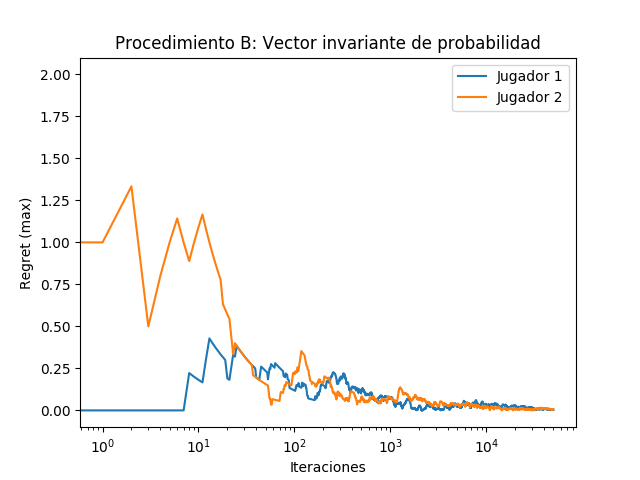 Procedimiento B: Vector invariante de probabilidad
Jugador 1
Jugador 2
Regret (max)
2.00
1.75
1.50
1.25
1.00
0.75
0.50
0.25
0.00
10⁰ 10¹ 10² 10³ 10⁴
Iteraciones